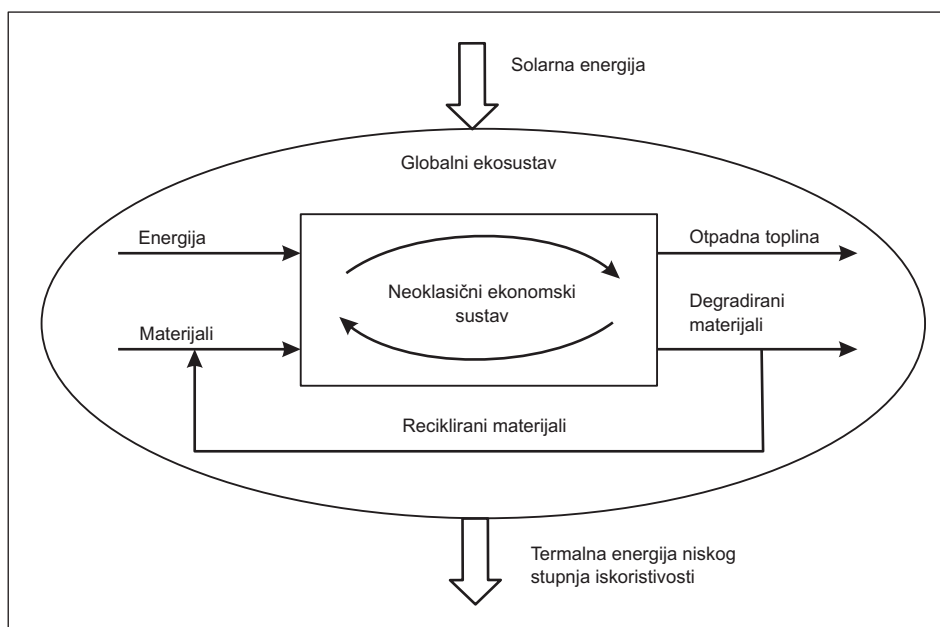 Solarna energija
Globalni ekosustav
Energija
Otpadna toplina
Neoklasični ekonomski
sustav
Degradirani
materijali
Materijali
Reciklirani materijali
Termalna energija niskog
stupnja iskoristivosti